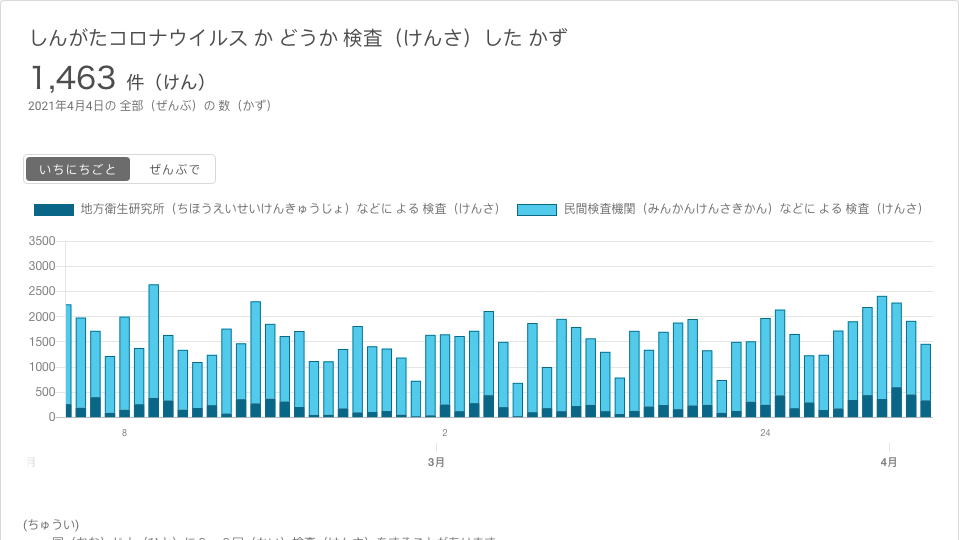 しんがたコロナウイルス か どうか 検査（けんさ）した かず
1,463 件（けん）
2021年4月4日の 全部（ぜんぶ）の 数（かず）
いちにちごと ぜんぶで
地方衛生研究所（ちほうえいせいけんきゅうじょ）などに よる 検査（けんさ） 民間検査機関（みんかんけんさきかん）などに よる 検査（けんさ）
3500
3000
2500
2000
1500
1000
500
0
8 2 24
月 3月 4月
(ちゅうい)